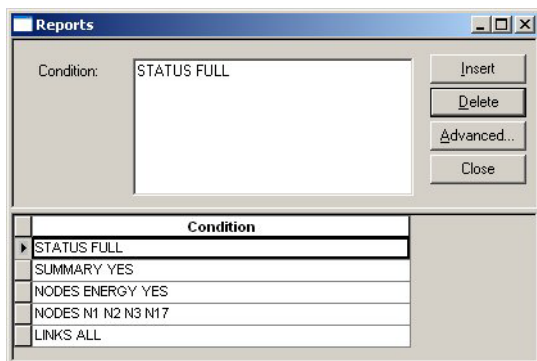 Reports
Condition:
STATUS FULL
Insert
Delete
Advanced...
Close
Condition
STATUS FULL
SUMMARY YES
NODES ENERGY YES
NODES N1 N2 N3 N17
LINKS ALL